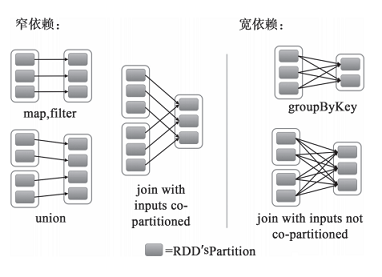 窄依赖：
宽依赖：
map,filter
union
join with
inputs co-
partitioned
groupByKey
join with inputs not
co-partitioned
=RDD′sPartition